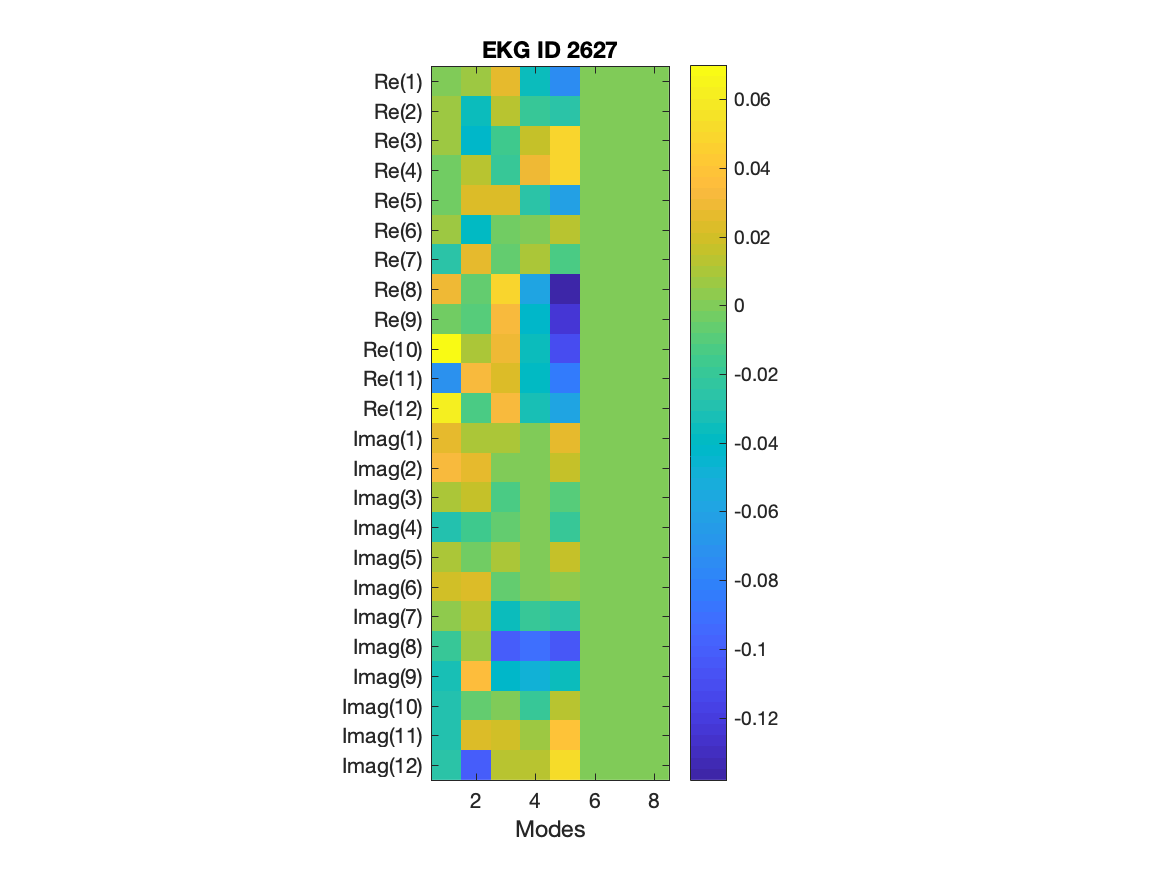 EKG ID 2627
Re(1)
Re(2)
Re(3)
Re(4)
Re(5)
Re(6)
Re(7)
Re(8)
Re(9)
Re(10)
Re(11)
Re(12)
Imag(1)
Imag(2)
Imag(3)
Imag(4)
Imag(5)
Imag(6)
Imag(7)
Imag(8)
Imag(9)
Imag(10)
Imag(11)
Imag(12)
2 4 6 8
Modes
0.06
0.04
0.02
0
-0.02
-0.04
-0.06
-0.08
-0.1
-0.12